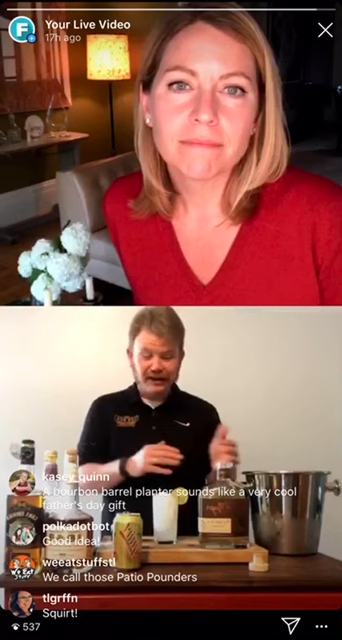 Your Live Video
17h ago
kasey_quinn
A bourbon barrel planter sounds like a very cool
father's day gift
polkadotbot
Good idea!
weeatstuffstl
We call those Patio Pounders
tlgrffn
Squirt!
537